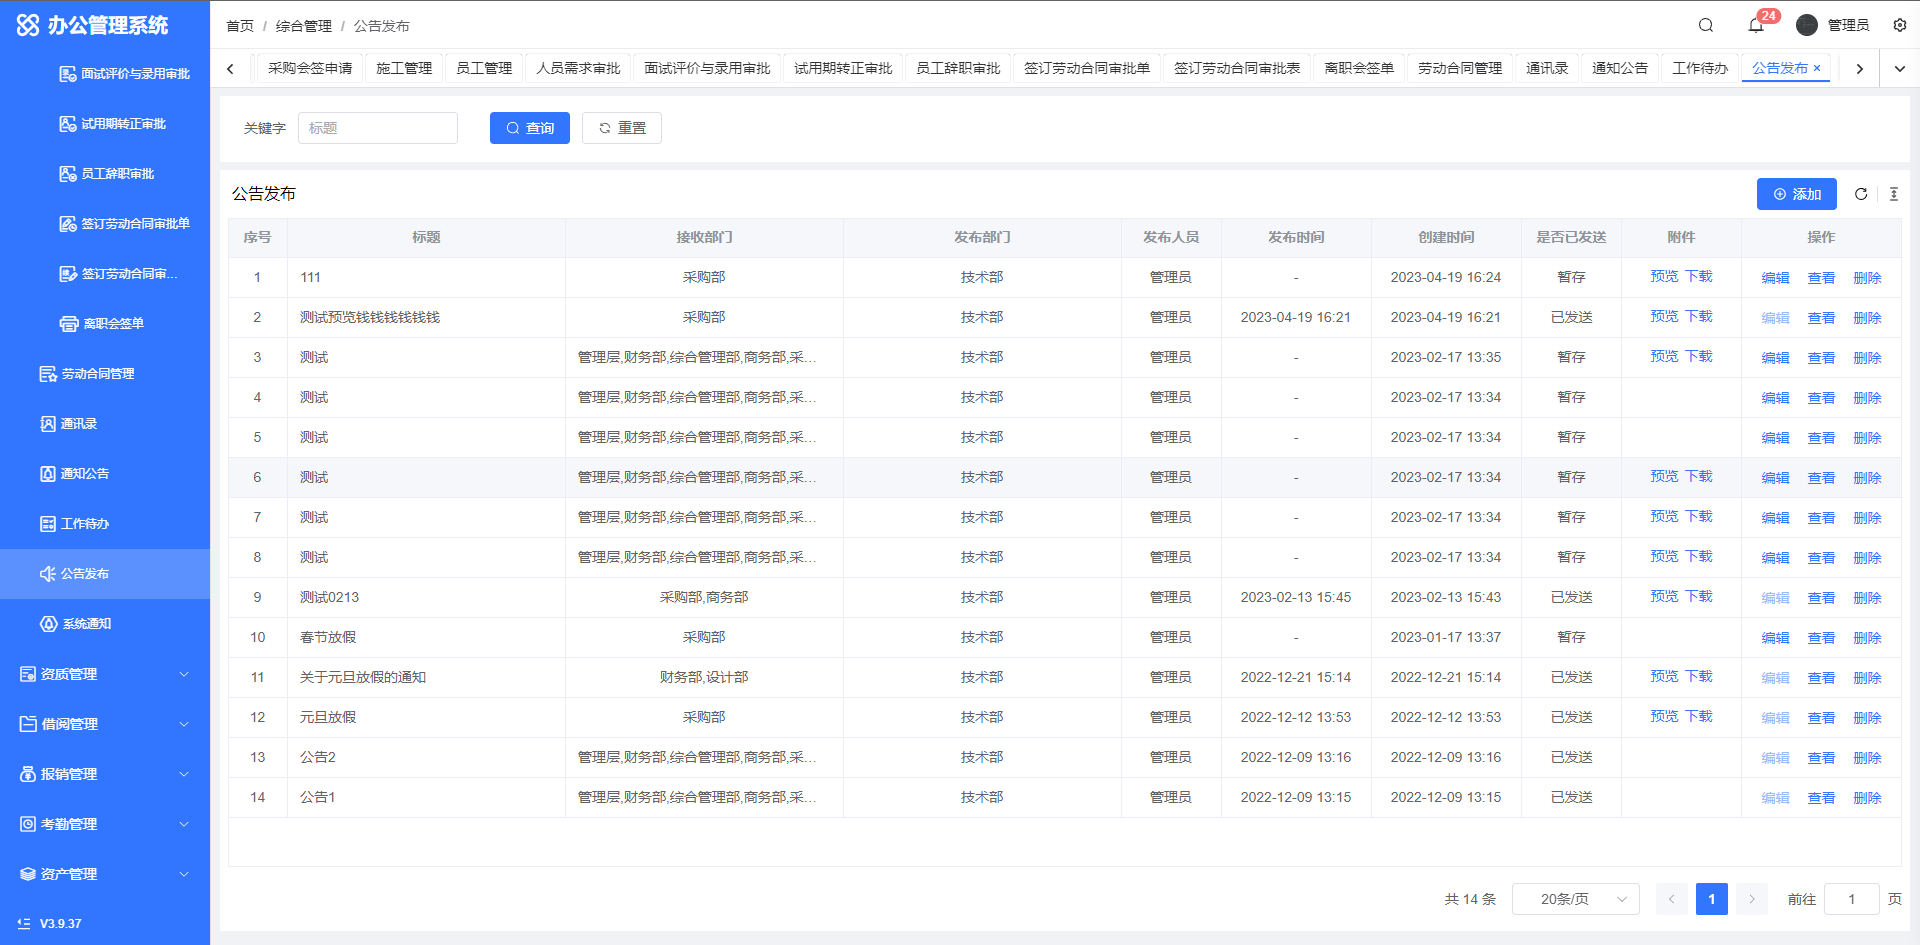 办公管理系统
首页 / 综合管理 / 公告发布
24
管理员
采购会签申请 施工管理 员工管理 人员需求审批 面试评价与录用审批 试用期转正审批 员工辞职审批 签订劳动合同审批单 签订劳动合同审批表 离职会签单 劳动合同管理 通讯录 通知公告 工作待办 公告发布 ×
面试评价与录用审批
试用期转正审批
员工辞职审批
签订劳动合同审批单
签订劳动合同审...
离职会签单
劳动合同管理
通讯录
通知公告
工作待办
公告发布
系统通知
资质管理
借阅管理
报销管理
考勤管理
资产管理
V3.9.37
关键字 标题 查询 重置
公告发布 添加
序号 标题 接收部门 发布部门 发布人员 发布时间 创建时间 是否已发送 附件 操作
1 111 采购部 技术部 管理员 - 2023-04-19 16:24 暂存 预览 下载 编辑 查看 删除
2 测试预览钱钱钱钱钱钱 采购部 技术部 管理员 2023-04-19 16:21 2023-04-19 16:21 已发送 预览 下载 编辑 查看 删除
3 测试 管理层,财务部,综合管理部,商务部,采... 技术部 管理员 - 2023-02-17 13:35 暂存 预览 下载 编辑 查看 删除
4 测试 管理层,财务部,综合管理部,商务部,采... 技术部 管理员 - 2023-02-17 13:34 暂存 编辑 查看 删除
5 测试 管理层,财务部,综合管理部,商务部,采... 技术部 管理员 - 2023-02-17 13:34 暂存 编辑 查看 删除
6 测试 管理层,财务部,综合管理部,商务部,采... 技术部 管理员 - 2023-02-17 13:34 暂存 预览 下载 编辑 查看 删除
7 测试 管理层,财务部,综合管理部,商务部,采... 技术部 管理员 - 2023-02-17 13:34 暂存 预览 下载 编辑 查看 删除
8 测试 管理层,财务部,综合管理部,商务部,采... 技术部 管理员 - 2023-02-17 13:34 暂存 预览 下载 编辑 查看 删除
9 测试0213 采购部,商务部 技术部 管理员 2023-02-13 15:45 2023-02-13 15:43 已发送 预览 下载 编辑 查看 删除
10 春节放假 采购部 技术部 管理员 - 2023-01-17 13:37 暂存 编辑 查看 删除
11 关于元旦放假的通知 财务部,设计部 技术部 管理员 2022-12-21 15:14 2022-12-21 15:14 已发送 预览 下载 编辑 查看 删除
12 元旦放假 采购部 技术部 管理员 2022-12-12 13:53 2022-12-12 13:53 已发送 预览 下载 编辑 查看 删除
13 公告2 管理层,财务部,综合管理部,商务部,采... 技术部 管理员 2022-12-09 13:16 2022-12-09 13:16 已发送 编辑 查看 删除
14 公告1 管理层,财务部,综合管理部,商务部,采... 技术部 管理员 2022-12-09 13:15 2022-12-09 13:15 已发送 编辑 查看 删除
共 14 条 20条/页 1 前往 1 页